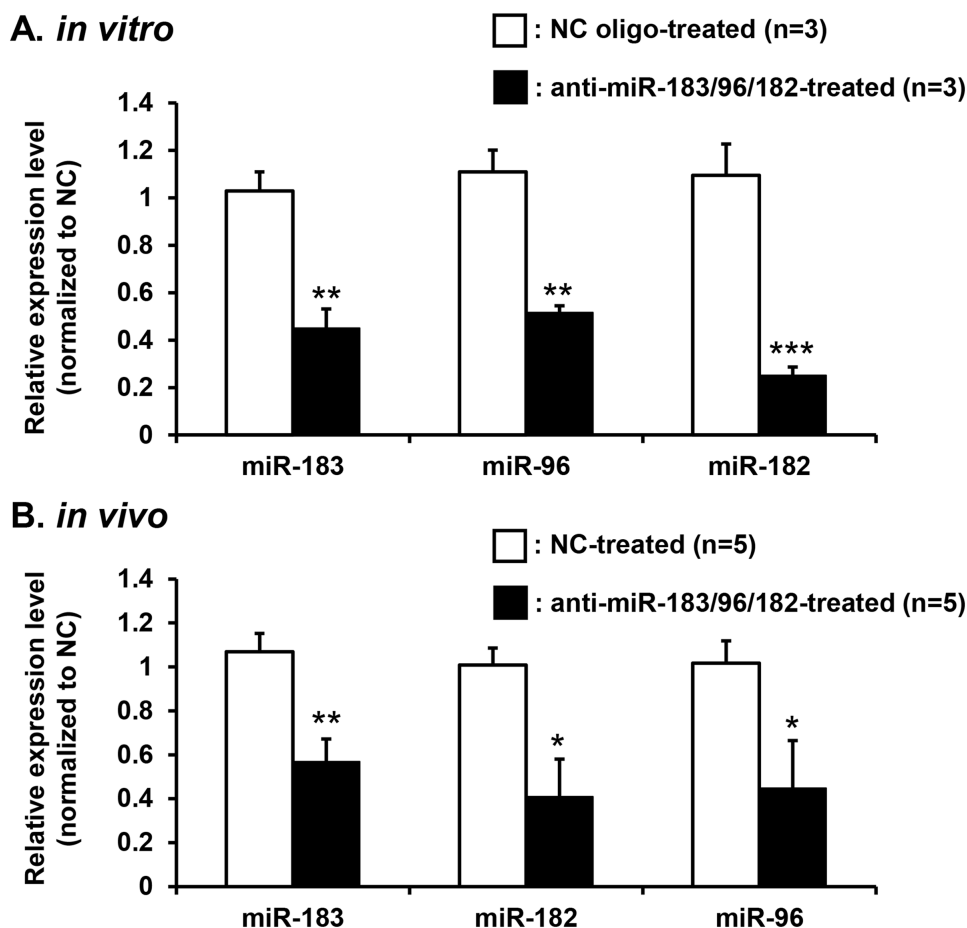 A. in vitro
: NC oligo-treated (n=3)
: anti-miR-183/96/182-treated (n=3)
Relative expression level
(normalized to NC)
1.4
1.2
1
0.8
0.6
0.4
0.2
0
**
**
***
miR-183
miR-96
miR-182
B. in vivo
: NC-treated (n=5)
: anti-miR-183/96/182-treated (n=5)
Relative expression level
(normalized to NC)
1.4
1.2
1
0.8
0.6
0.4
0.2
0
**
*
*
miR-183
miR-182
miR-96